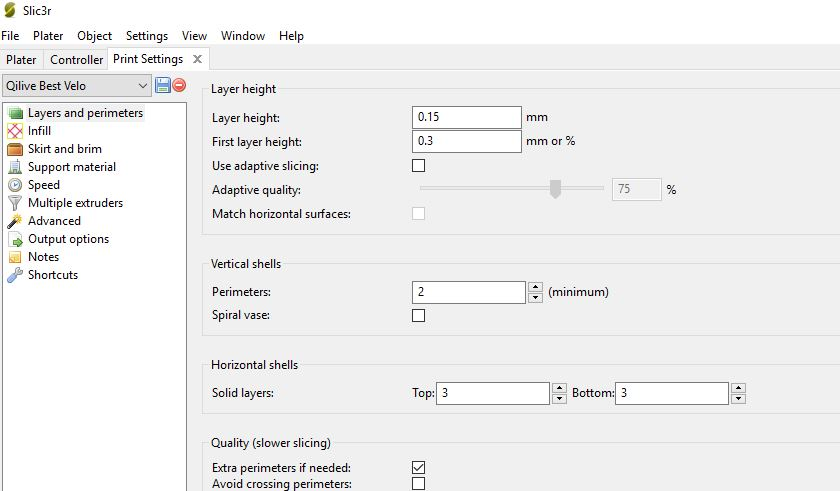 Slic3r
File Plater Object Settings View Window Help
Plater Controller Print Settings X
Qilive Best Velo
Layers and perimeters
Infill
Skirt and brim
Support material
Speed
Multiple extruders
Advanced
Output options
Notes
Shortcuts
Layer height
Layer height: 0.15 mm
First layer height: 0.3 mm or %
Use adaptive slicing:
Adaptive quality: 75 %
Match horizontal surfaces:
Vertical shells
Perimeters: 2 (minimum)
Spiral vase:
Horizontal shells
Solid layers: Top: 3 Bottom: 3
Quality (slower slicing)
Extra perimeters if needed:
Avoid crossing perimeters: